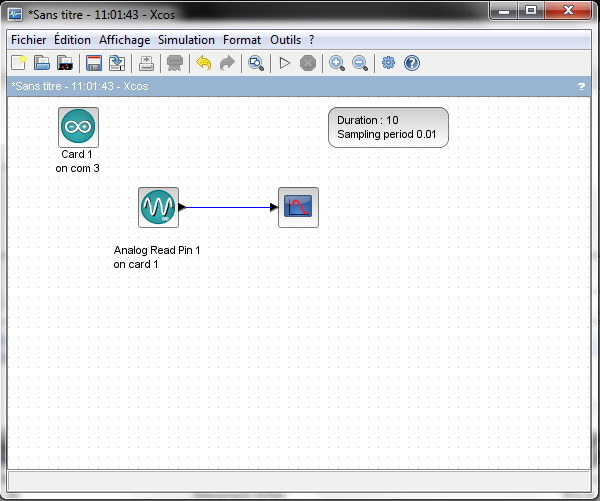 *Sans titre - 11:01:43 - Xcos
Fichier Édition Affichage Simulation Format Outils ?
*Sans titre - 11:01:43 - Xcos ?
Duration : 10
Sampling period 0.01
Card 1
on com 3
Analog Read Pin 1
on card 1